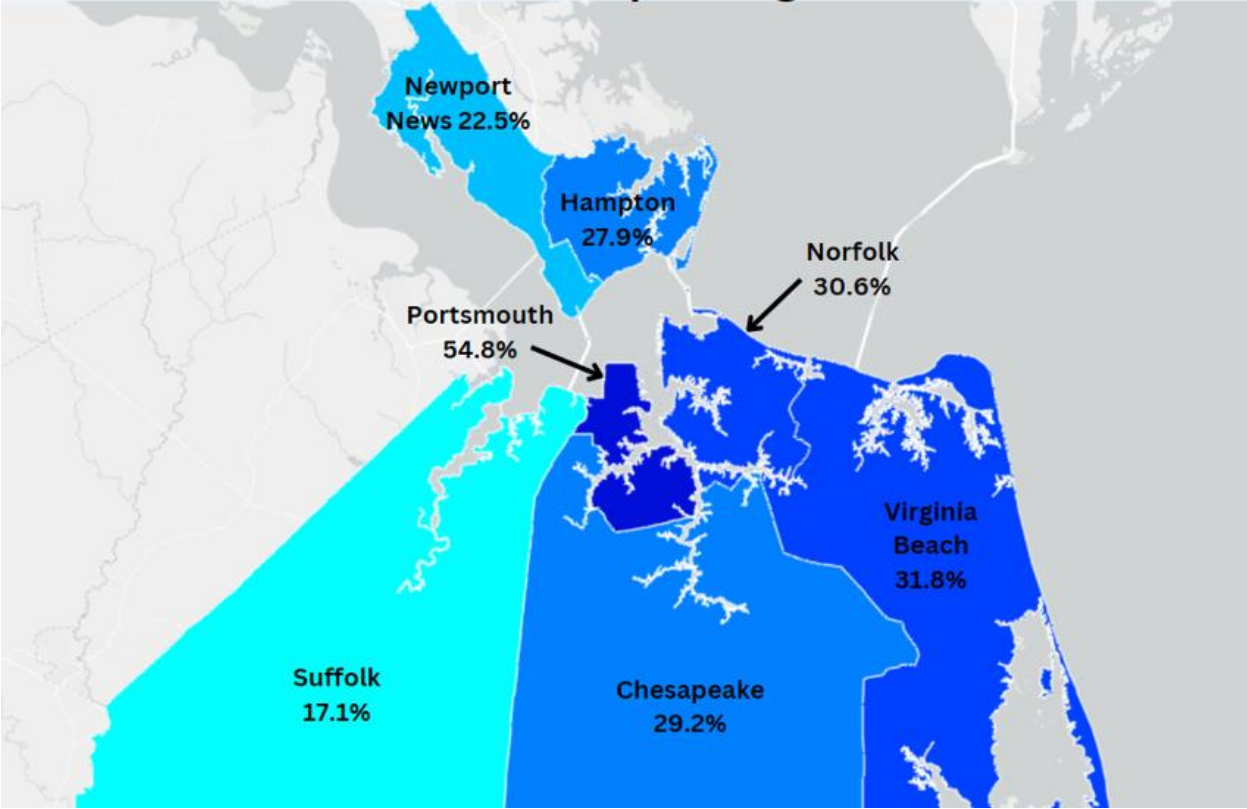 Newport
News 22.5%
Hampton
27.9%
Norfolk
30.6%
Portsmouth
54.8%
Virginia
Beach
31.8%
Suffolk
17.1%
Chesapeake
29.2%